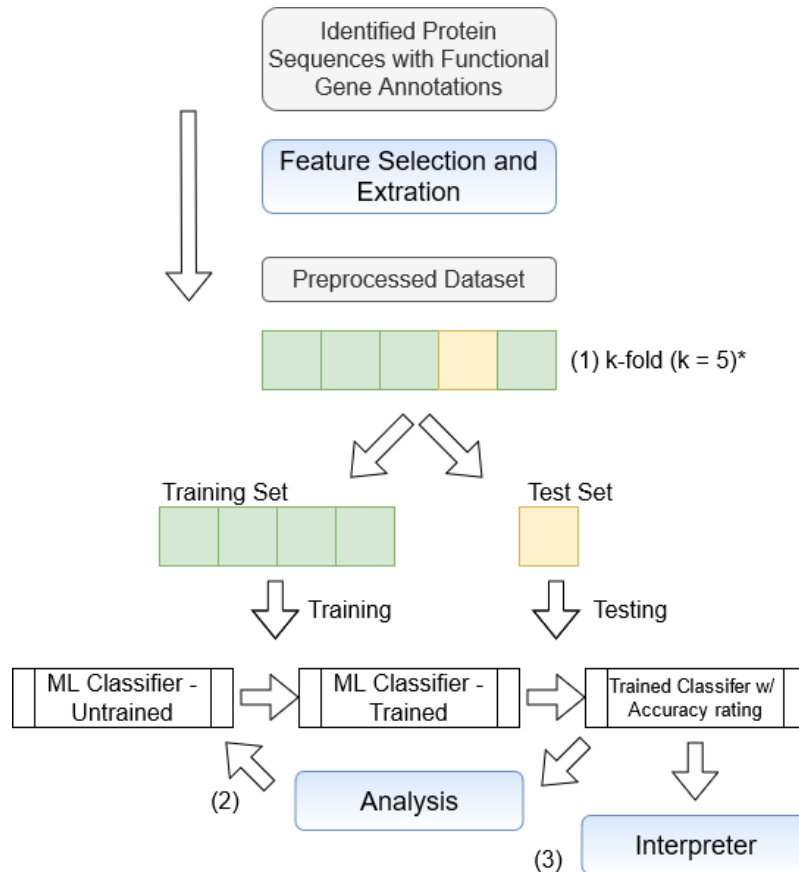 Identified Protein
Sequences with Functional
Gene Annotations
Feature Selection and
Extration
Preprocessed Dataset
(1) k-fold (k = 5)*
Training Set
Test Set
Training
Testing
ML Classifier -
Untrained
ML Classifier -
Trained
Trained Classifer w/
Accuracy rating
(2)
Analysis
(3)
Interpreter